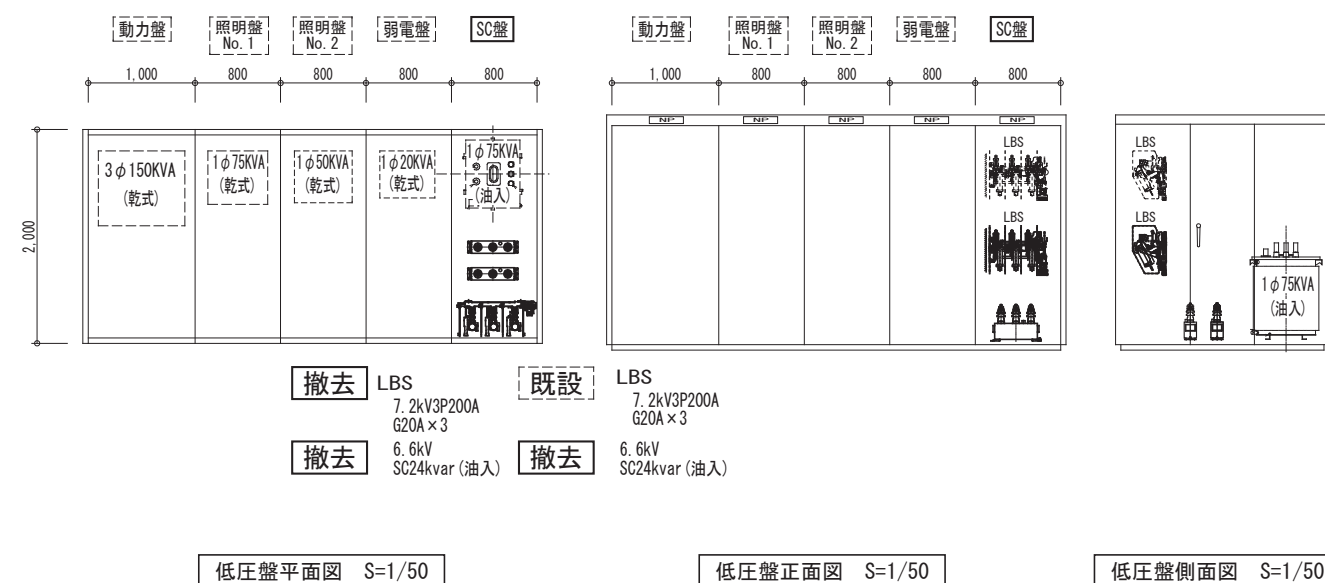 動力盤 照明盤 No.1 照明盤 No.2 弱電盤 SC盤
1,000 800 800 800 800
2,000
3φ150KVA
(乾式)
1φ75KVA
(乾式)
1φ50KVA
(乾式)
1φ20KVA
(乾式)
1φ75KVA
(油入)
動力盤 照明盤 No.1 照明盤 No.2 弱電盤 SC盤
1,000 800 800 800 800
NP NP NP NP NP
LBS
LBS
LBS
LBS
1φ75KVA
(油入)
撤去 LBS
7.2kV3P200A
G20A×3
撤去 6.6kV
SC24kvar(油入)
既設 LBS
7.2kV3P200A
G20A×3
撤去 6.6kV
SC24kvar(油入)
低圧盤平面図 S=1/50
低圧盤正面図 S=1/50
低圧盤側面図 S=1/50